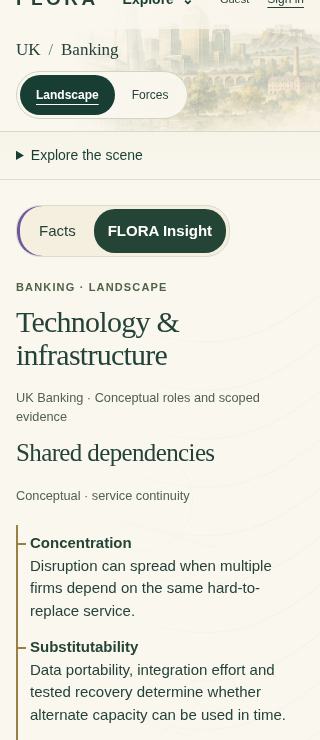 FLORA Explore Guest Sign in
UK / Banking
Landscape Forces
Explore the scene
Facts FLORA Insight
BANKING · LANDSCAPE
Technology &
infrastructure
UK Banking · Conceptual roles and scoped
evidence
Shared dependencies
Conceptual · service continuity
Concentration
Disruption can spread when multiple
firms depend on the same hard-to-
replace service.
Substitutability
Data portability, integration effort and
tested recovery determine whether
alternate capacity can be used in time.